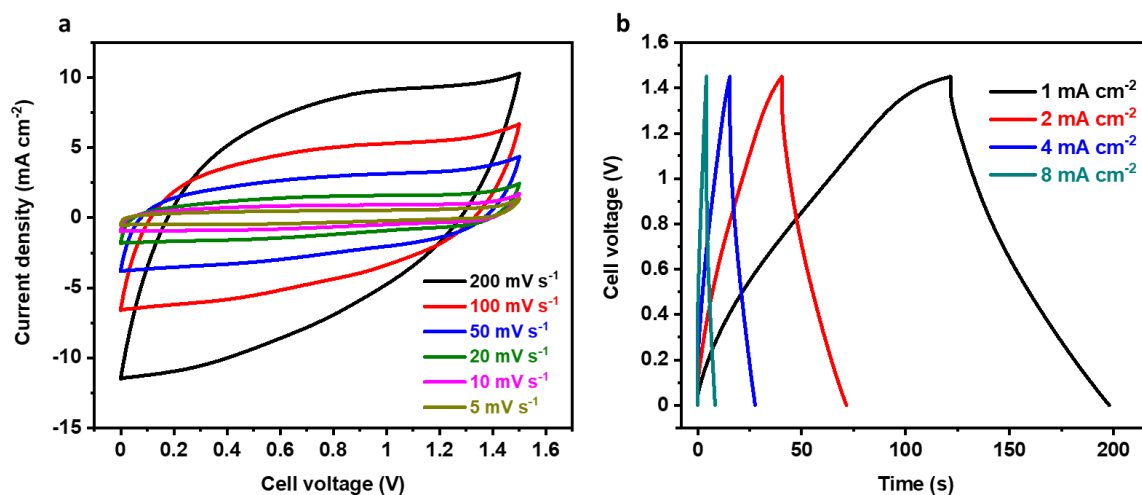 a
Current density (mA cm⁻²)
10
5
0
-5
-10
-15
0 0.2 0.4 0.6 0.8 1.0 1.2 1.4 1.6
Cell voltage (V)
200 mV s⁻¹
100 mV s⁻¹
50 mV s⁻¹
20 mV s⁻¹
10 mV s⁻¹
5 mV s⁻¹
b
Cell voltage (V)
1.6
1.4
1.2
1.0
0.8
0.6
0.4
0.2
0
0 50 100 150 200
Time (s)
1 mA cm⁻²
2 mA cm⁻²
4 mA cm⁻²
8 mA cm⁻²